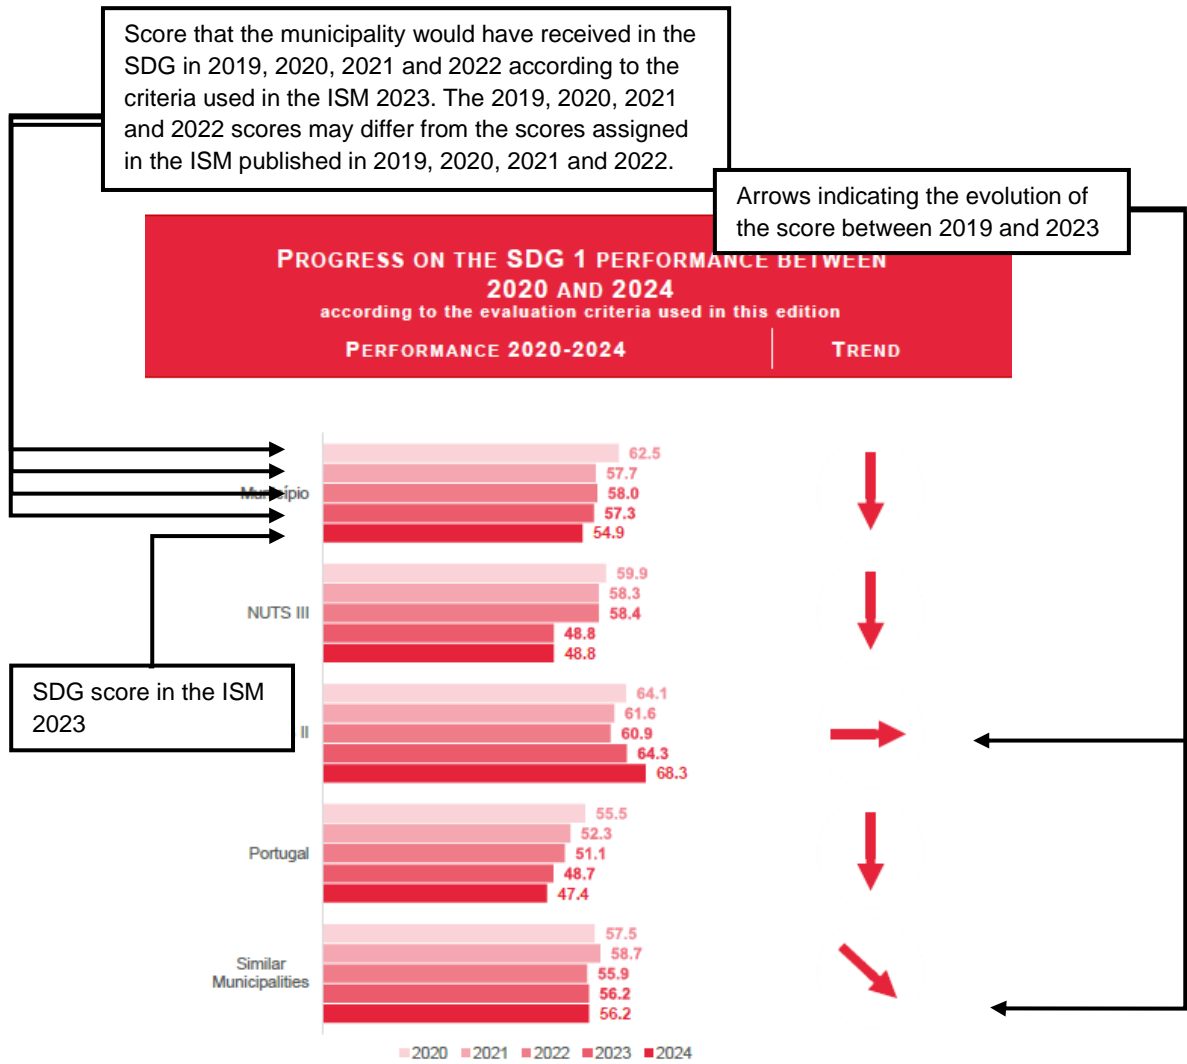 Score that the municipality would have received in the
SDG in 2019, 2020, 2021 and 2022 according to the
criteria used in the ISM 2023. The 2019, 2020, 2021
and 2022 scores may differ from the scores assigned
in the ISM published in 2019, 2020, 2021 and 2022.
Arrows indicating the evolution of
the score between 2019 and 2023
PROGRESS ON THE SDG 1 PERFORMANCE BETWEEN
2020 AND 2024
according to the evaluation criteria used in this edition
PERFORMANCE 2020-2024
TREND
Município
62.5
57.7
58.0
57.3
54.9
NUTS III
59.9
58.3
58.4
48.8
48.8
SDG score in the ISM
2023
II
64.1
61.6
60.9
64.3
68.3
Portugal
55.5
52.3
51.1
48.7
47.4
Similar
Municipalities
57.5
58.7
55.9
56.2
56.2
2020 2021 2022 2023 2024